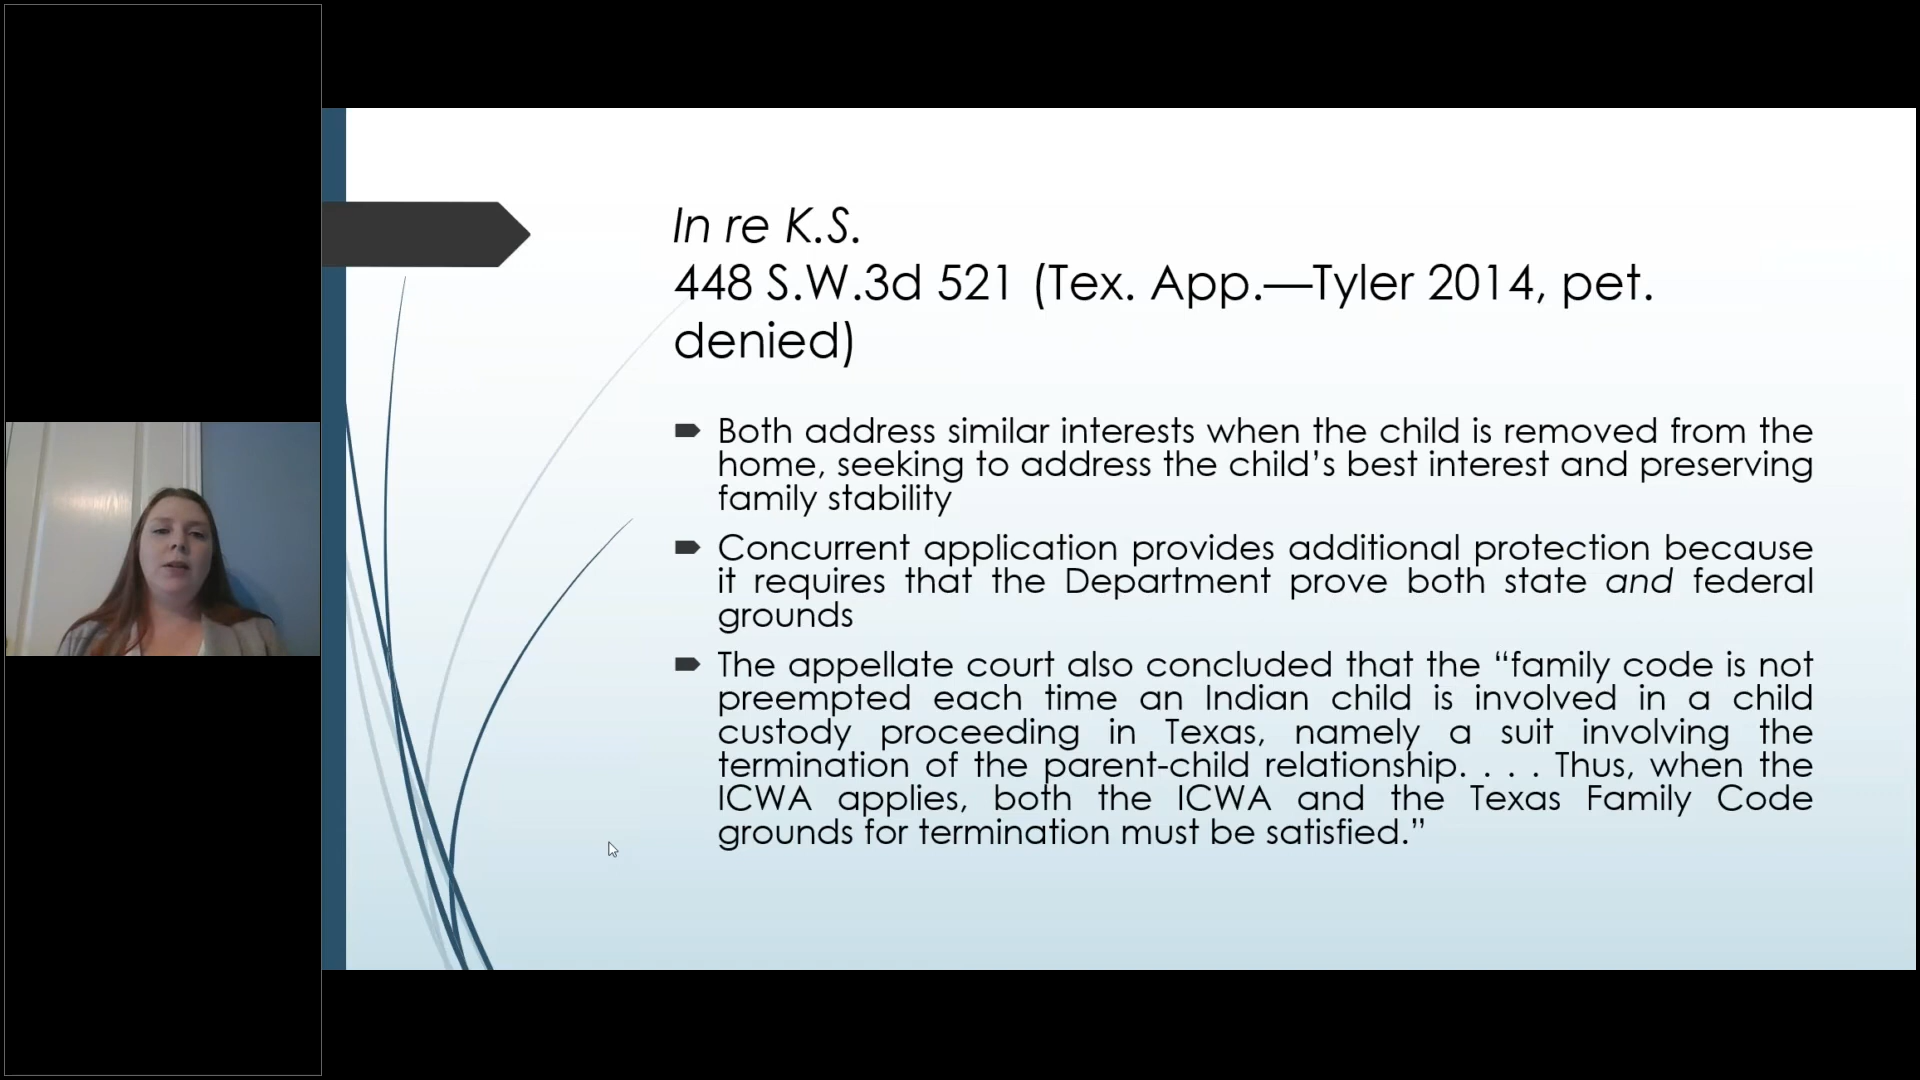 In re K.S.
448 S.W.3d 521 (Tex. App.—Tyler 2014, pet.
denied)
Both address similar interests when the child is removed from the
home, seeking to address the child’s best interest and preserving
family stability
Concurrent application provides additional protection because
it requires that the Department prove both state and federal
grounds
The appellate court also concluded that the “family code is not
preempted each time an Indian child is involved in a child
custody proceeding in Texas, namely a suit involving the
termination of the parent-child relationship. . . . Thus, when the
ICWA applies, both the ICWA and the Texas Family Code
grounds for termination must be satisfied.”